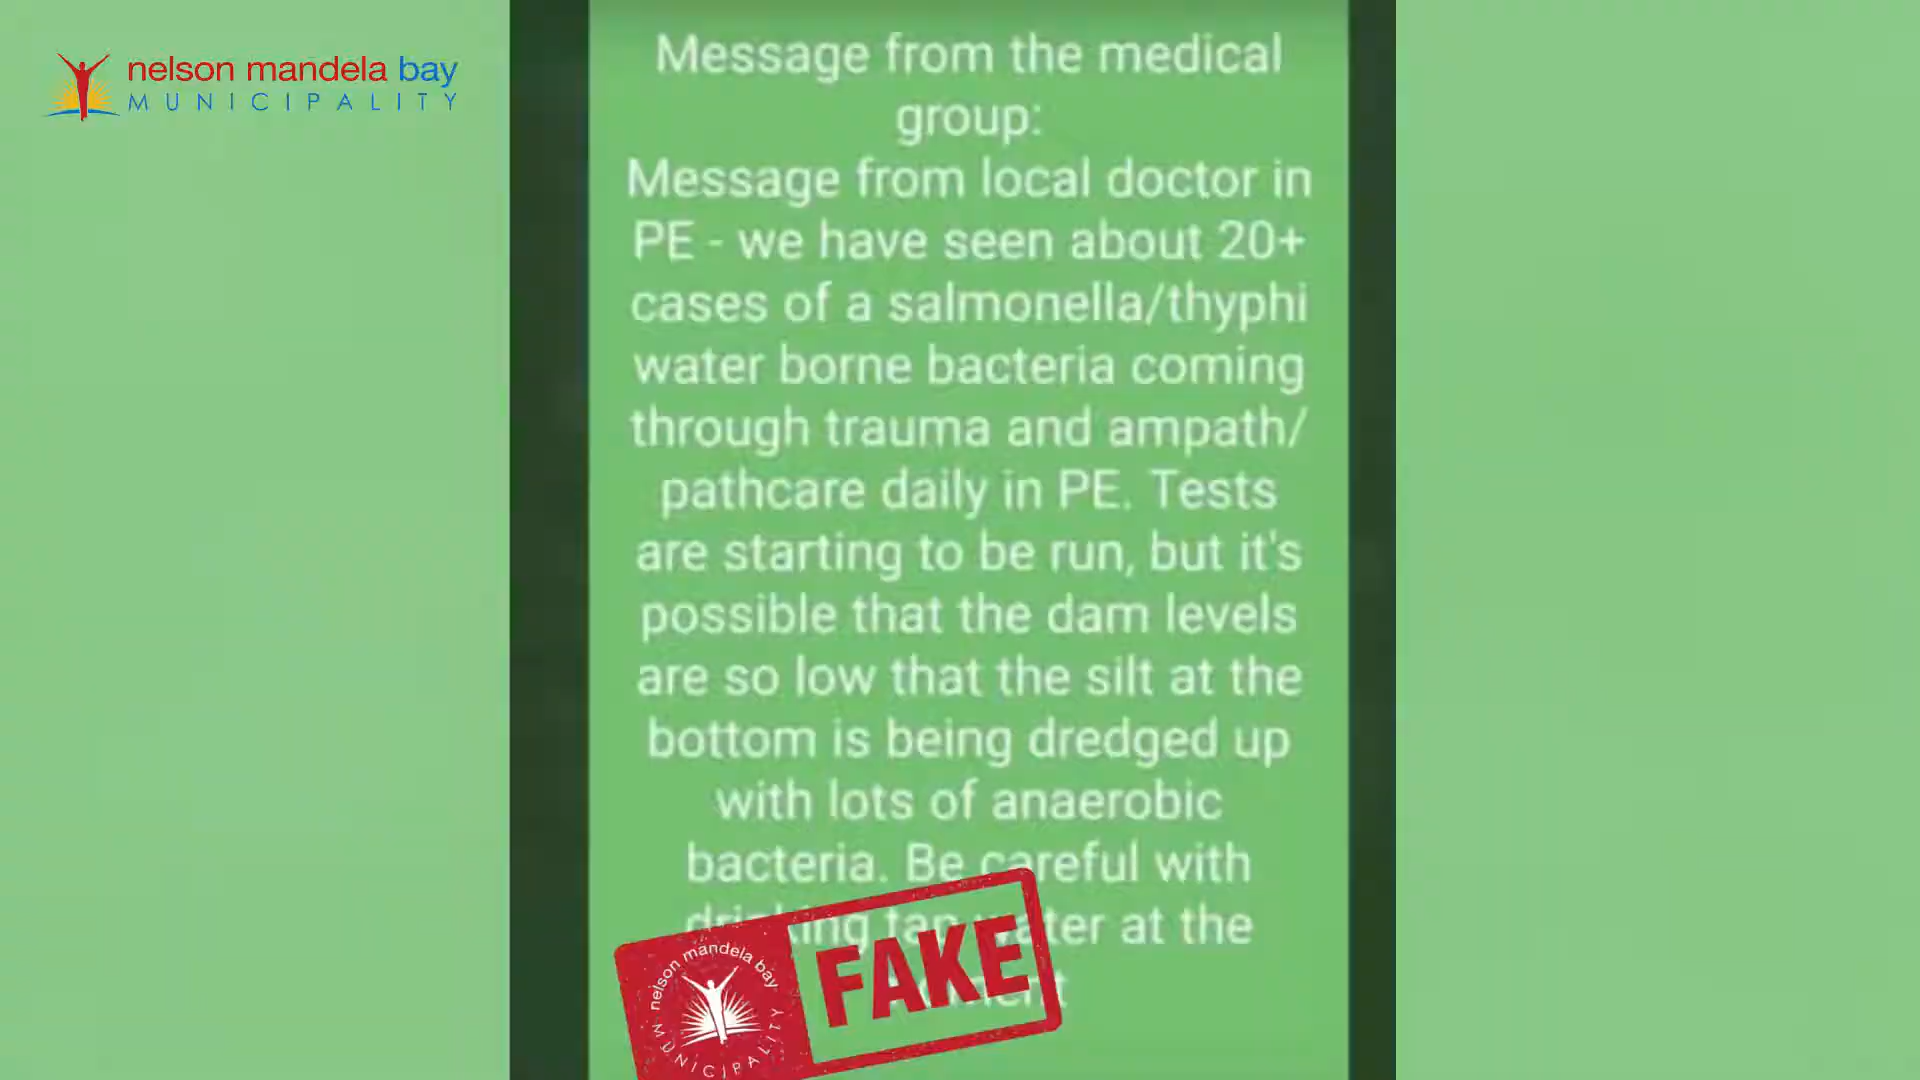 nelson mandela bay
MUNICIPALITY
Message from the medical
group:
Message from local doctor in
PE - we have seen about 20+
cases of a salmonella/thyphi
water borne bacteria coming
through trauma and ampath/
pathcare daily in PE. Tests
are starting to be run, but it's
possible that the dam levels
are so low that the silt at the
bottom is being dredged up
with lots of anaerobic
bacteria. Be careful with
drinking tap water at the
moment
nelson mandela bay
MUNICIPALITY
FAKE